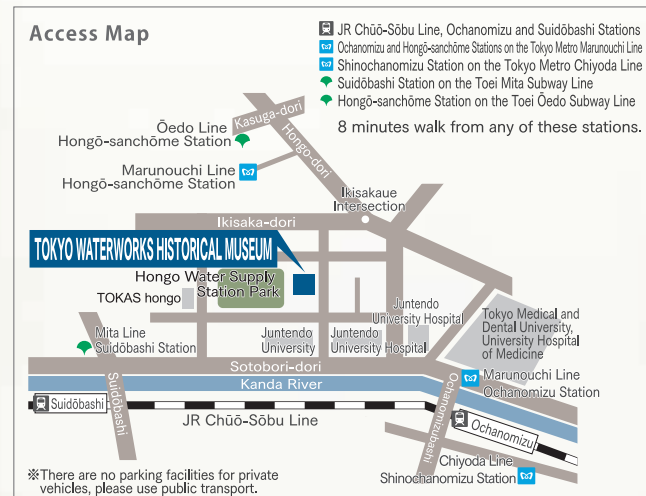 Access Map
JR Chūō-Sōbu Line, Ochanomizu and Suidōbashi Stations
Ochanomizu and Hongō-sanchōme Stations on the Tokyo Metro Marunouchi Line
Shinochanomizu Station on the Tokyo Metro Chiyoda Line
Suidōbashi Station on the Toei Mita Subway Line
Hongō-sanchōme Station on the Toei Ōedo Subway Line
8 minutes walk from any of these stations.
Kasuga-dori
Ōedo Line
Hongō-sanchōme Station
Hongo-dori
Marunouchi Line
Hongō-sanchōme Station
Ikisakaue
Intersection
Ikisaka-dori
TOKYO WATERWORKS HISTORICAL MUSEUM
Hongo Water Supply
Station Park
TOKAS hongo
Juntendo
University Hospital
Tokyo Medical and
Dental University,
University Hospital
of Medicine
Mita Line
Suidōbashi Station
Juntendo
University
Juntendo
University Hospital
Sotobori-dori
Marunouchi Line
Ochanomizu Station
Kanda River
Suidōbashi
Suidōbashi
JR Chūō-Sōbu Line
Ochanomizubashi
Ochanomizu
Chiyoda Line
Shinochanomizu Station
※There are no parking facilities for private
vehicles, please use public transport.